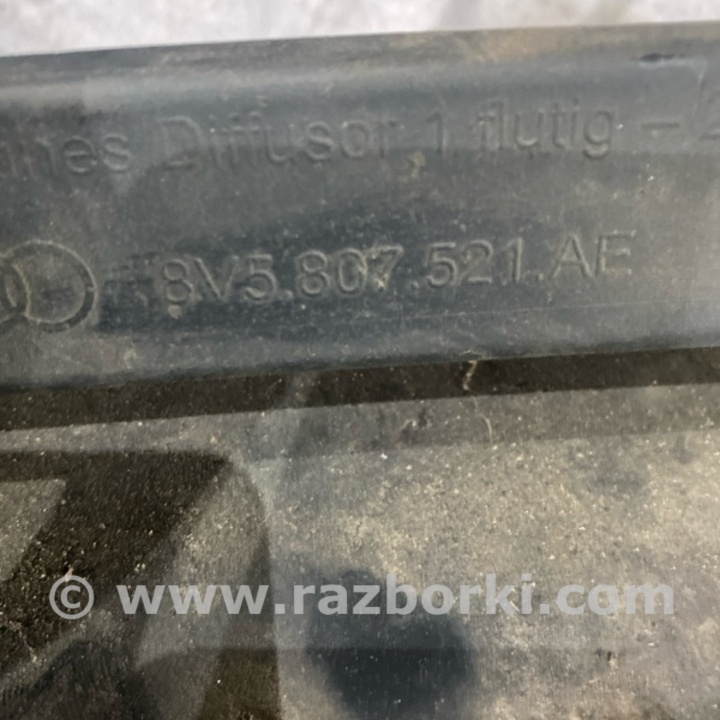 Diffusor 1 flutig –
8V5.807.521.AE
© www.razborki.com